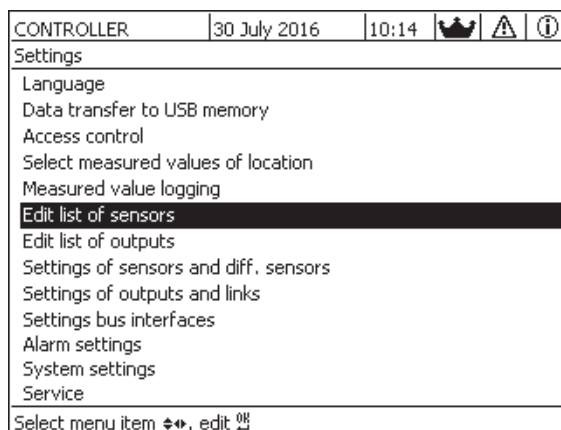 CONTROLLER 30 July 2016 10:14
Settings
Language
Data transfer to USB memory
Access control
Select measured values of location
Measured value logging
Edit list of sensors
Edit list of outputs
Settings of sensors and diff. sensors
Settings of outputs and links
Settings bus interfaces
Alarm settings
System settings
Service
Select menu item, edit OK